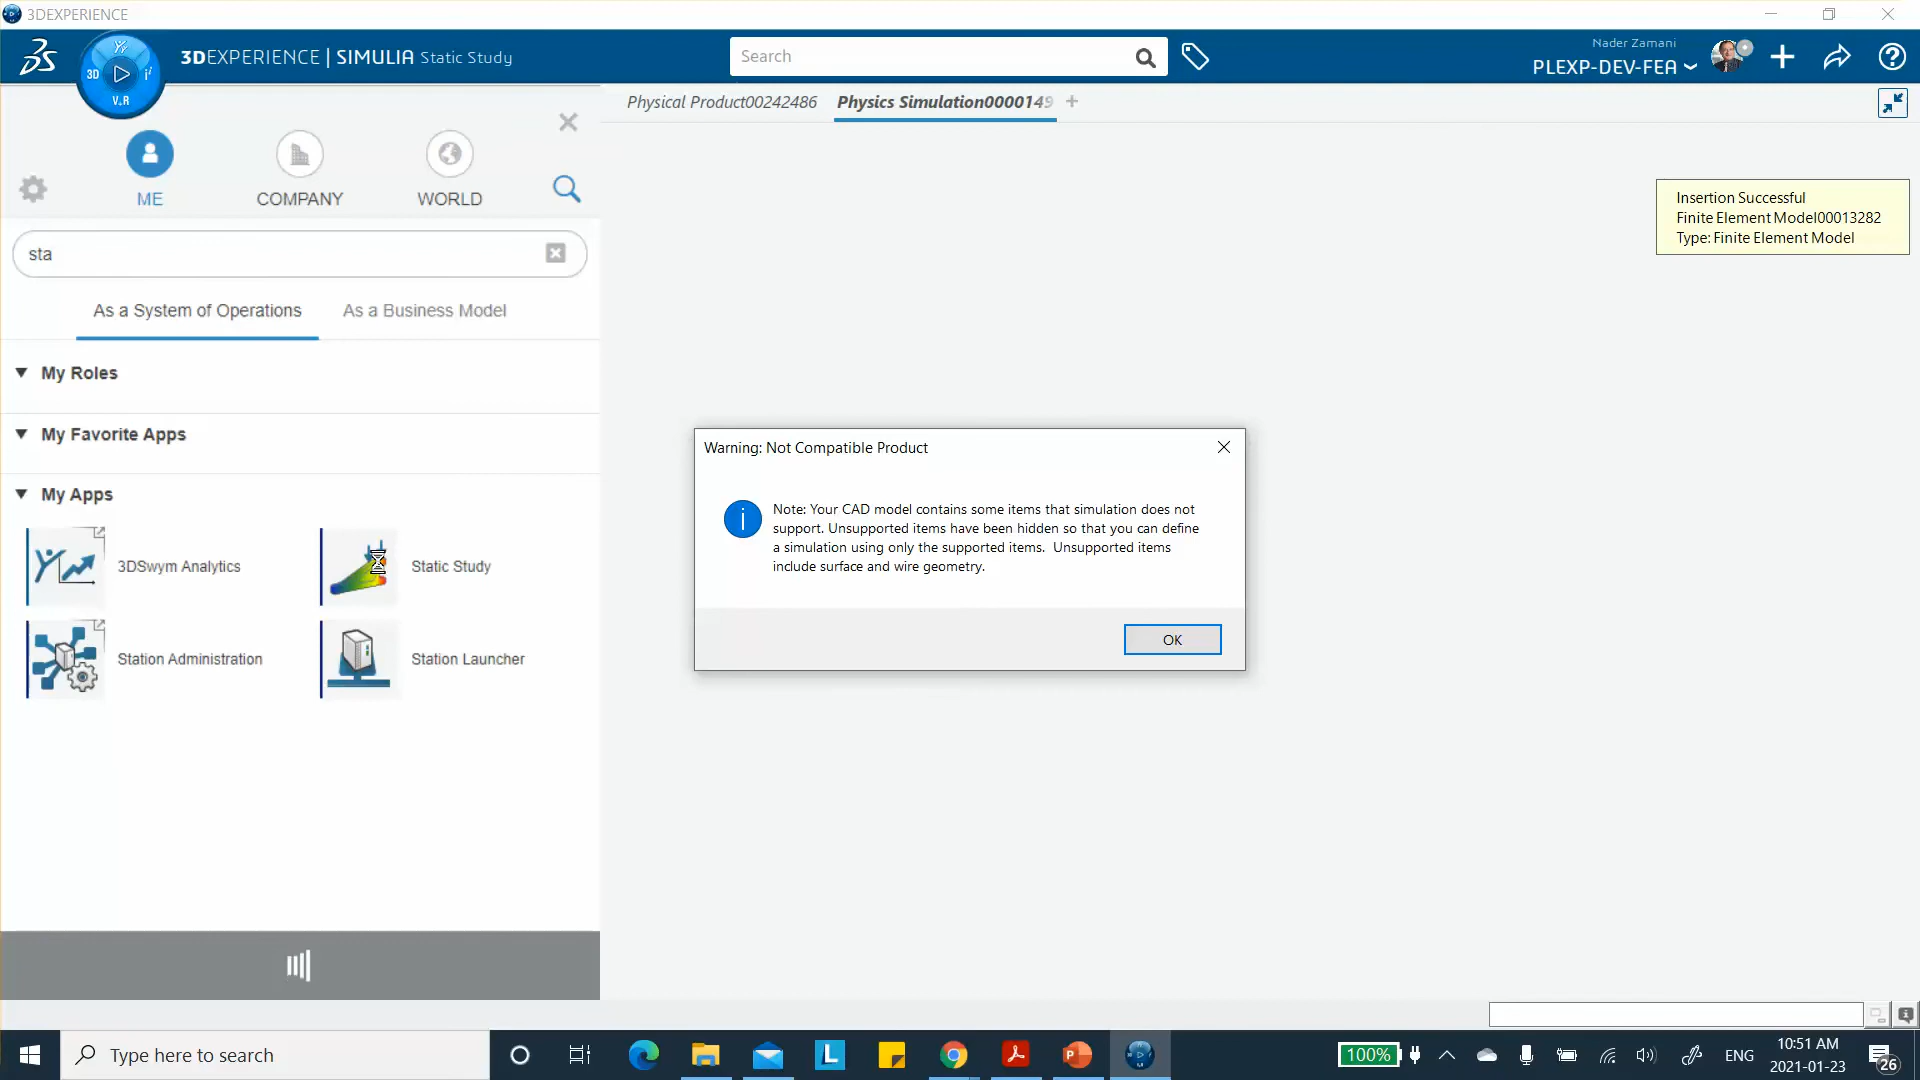 3DEXPERIENCE
3DEXPERIENCE | SIMULIA Static Study
3D
V.R
Search
Nader Zamani
PLEXP-DEV-FEA
ME
COMPANY
WORLD
sta
As a System of Operations
As a Business Model
My Roles
My Favorite Apps
My Apps
3DSwym Analytics
Static Study
Station Administration
Station Launcher
Physical Product00242486
Physics Simulation0000149
Insertion Successful
Finite Element Model00013282
Type: Finite Element Model
Warning: Not Compatible Product
Note: Your CAD model contains some items that simulation does not
support. Unsupported items have been hidden so that you can define
a simulation using only the supported items.  Unsupported items
include surface and wire geometry.
OK
Type here to search
100%
ENG
10:51 AM
2021-01-23
26